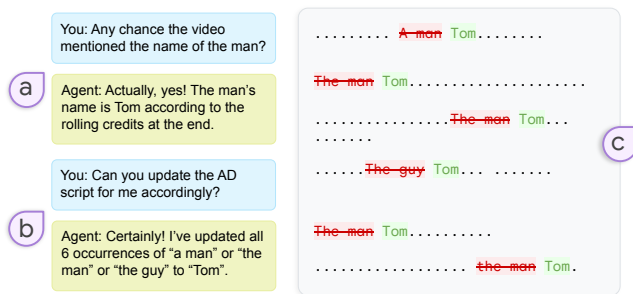 You: Any chance the video
mentioned the name of the man?
a
Agent: Actually, yes! The man's
name is Tom according to the
rolling credits at the end.
You: Can you update the AD
script for me accordingly?
b
Agent: Certainly! I've updated all
6 occurrences of “a man” or “the
man” or “the guy” to “Tom”.
......... A man Tom........
The man Tom.....................
................The man Tom...
.......
......The guy Tom... .......
The man Tom..........
.................. the man Tom.
c